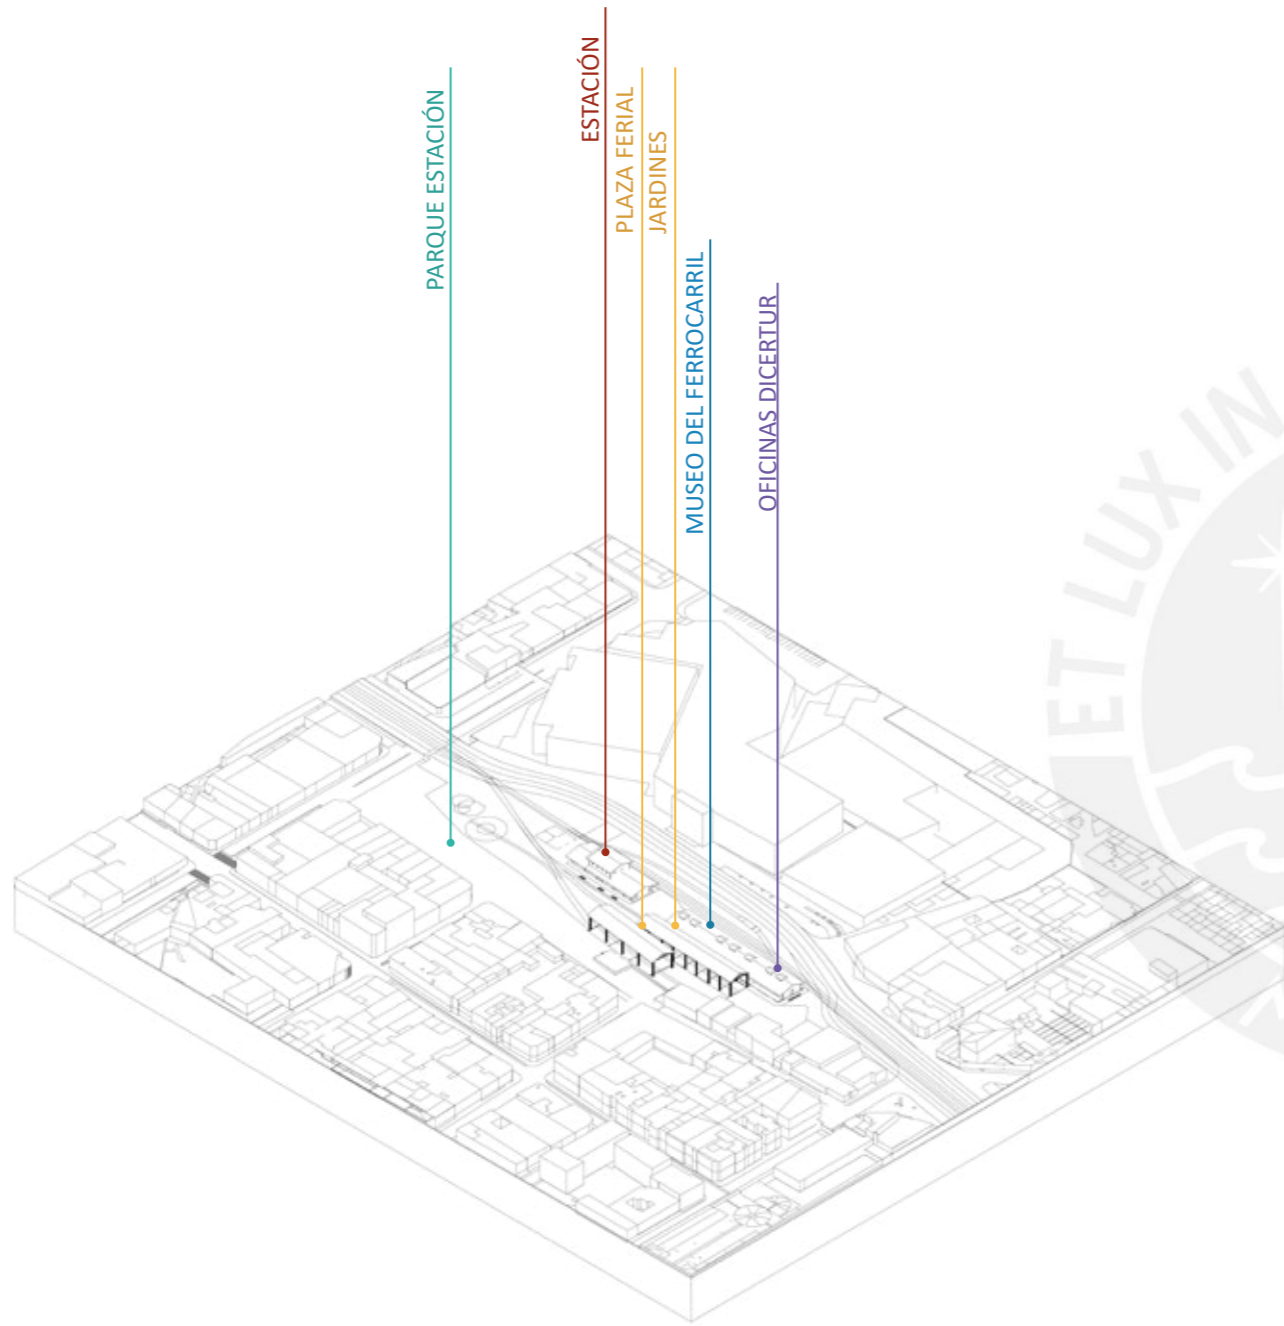 PARQUE ESTACIÓN
ESTACIÓN
PLAZA FERIAL
JARDINES
MUSEO DEL FERROCARRIL
OFICINAS DICERTUR
ET LUX IN